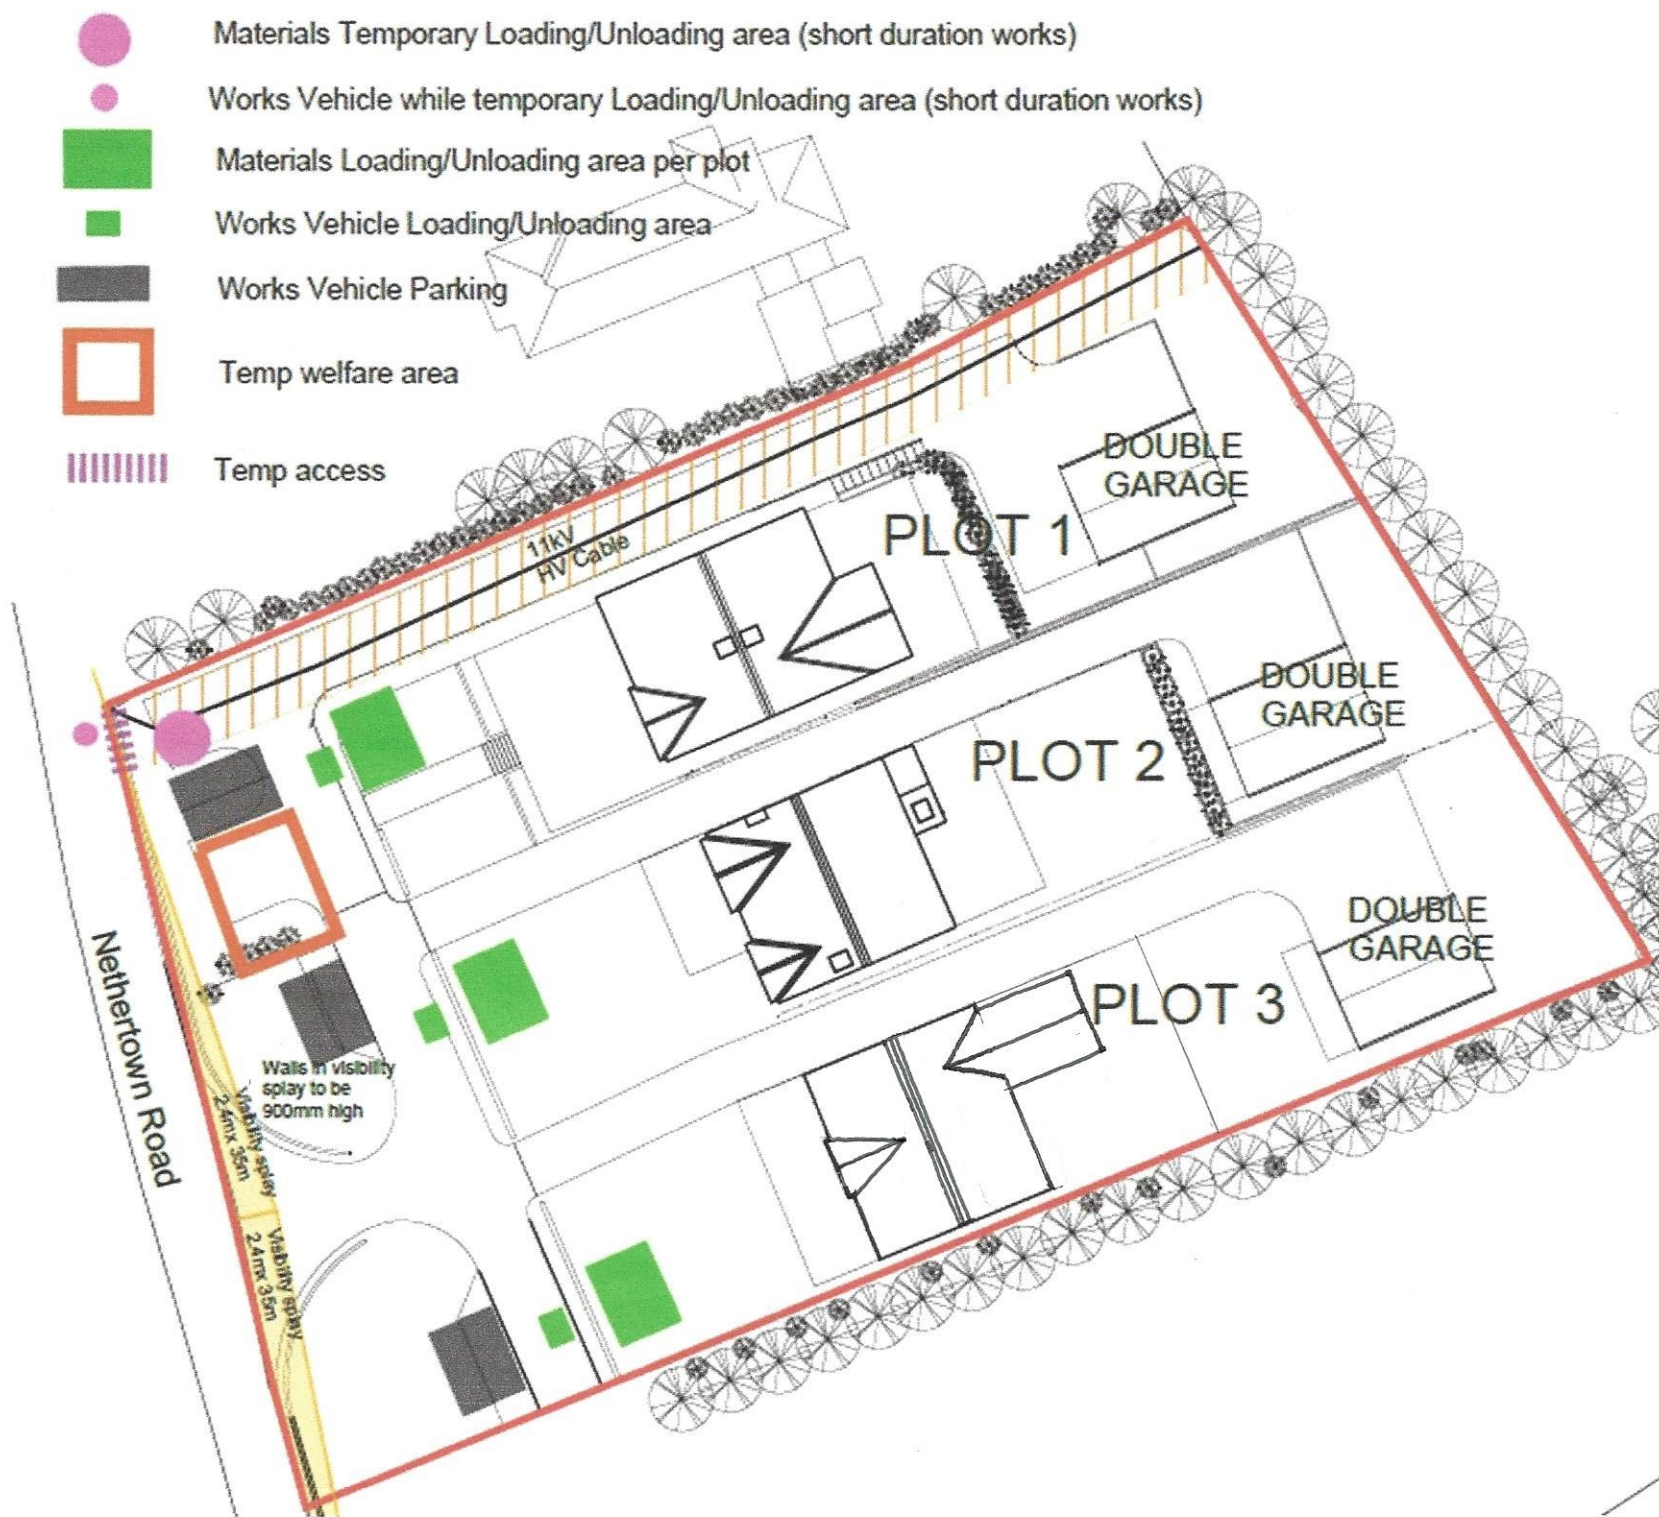 Materials Temporary Loading/Unloading area (short duration works)
Works Vehicle while temporary Loading/Unloading area (short duration works)
Materials Loading/Unloading area per plot
Works Vehicle Loading/Unloading area
Works Vehicle Parking
Temp welfare area
Temp access
DOUBLE
GARAGE
PLOT 1
11kV
HV Cable
DOUBLE
GARAGE
PLOT 2
DOUBLE
GARAGE
PLOT 3
Nethertown Road
Walls in visibility
splay to be
900mm high
Visibility splay
2.4mx 35m
Visibility splay
2.4mx 35m